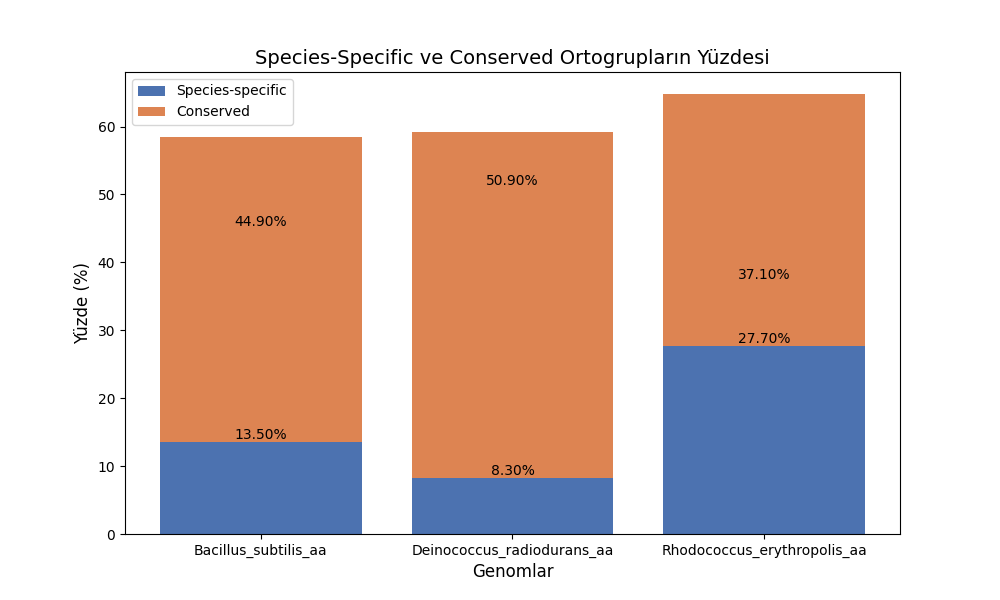 Species-Specific ve Conserved Ortogrupların Yüzdesi
Species-specific
Conserved
Yüzde (%)
60
50
40
30
20
10
0
44.90%
13.50%
50.90%
8.30%
37.10%
27.70%
Bacillus_subtilis_aa
Deinococcus_radiodurans_aa
Rhodococcus_erythropolis_aa
Genomlar